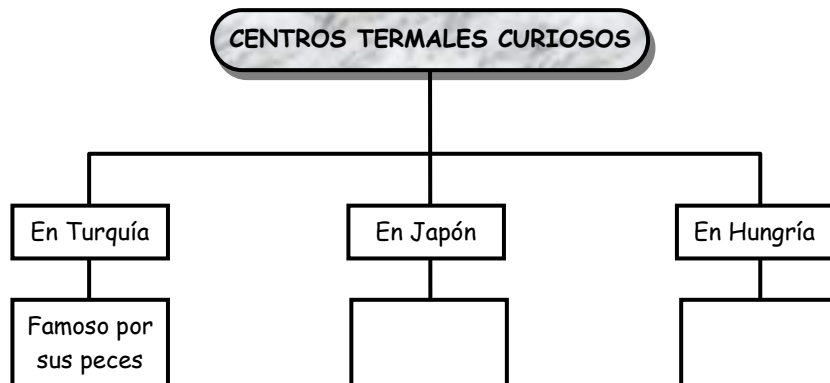 CENTROS TERMALES CURIOSOS
En Turquía
En Japón
En Hungría
Famoso por
sus peces